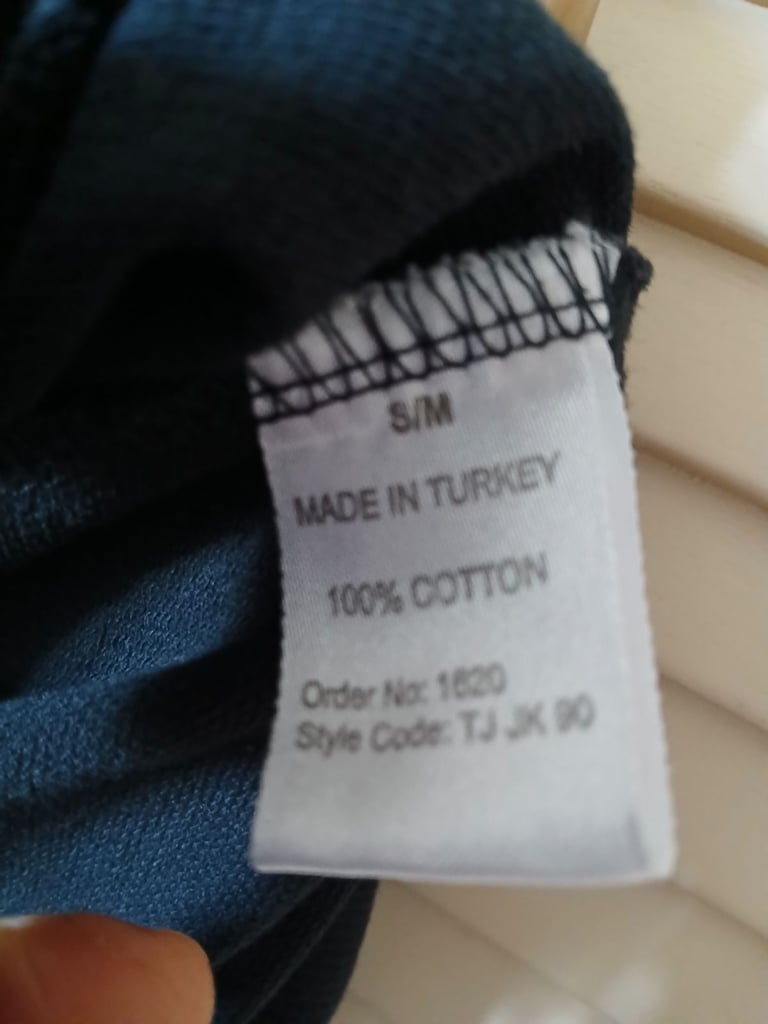 S/M
MADE IN TURKEY
100% COTTON
Order No: 1620
Style Code: TJ JK 90